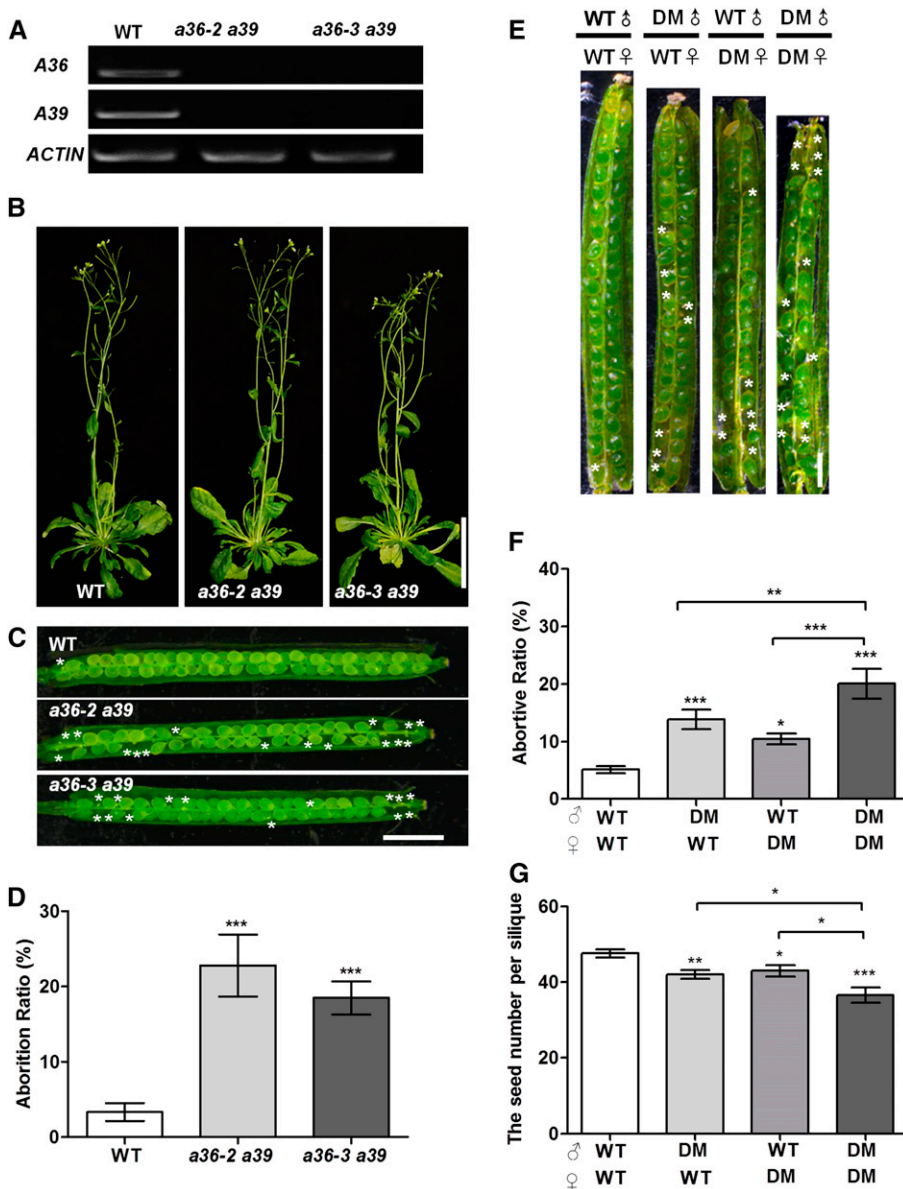 A
WT a36-2 a39 a36-3 a39
A36
A39
ACTIN
B
WT a36-2 a39 a36-3 a39
C
WT
*
a36-2 a39
* * * * * * * * * * * * * * * *
a36-3 a39
* * * * * * * * * * * * * * * * *
D
Aborition Ratio (%)
30
20
10
0
*** ***
WT a36-2 a39 a36-3 a39
E
WT ♂ DM ♂ WT ♂ DM ♂
WT ♀ DM ♀ 
WT ♀ DM ♀
F
Abortive Ratio (%)
40
30
20
10
0
**
***
*** * ***
♂ WT DM WT DM
♀ WT WT DM DM
G
The seed number per silique
60
40
20
0
*
*
** * ***
♂ WT DM WT DM
♀ WT WT DM DM